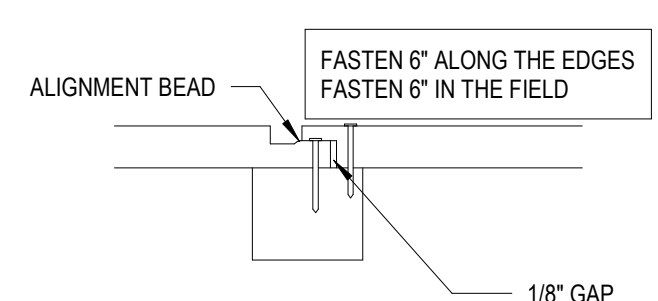 FASTEN 6" ALONG THE EDGES
FASTEN 6" IN THE FIELD
ALIGNMENT BEAD
1/8" GAP